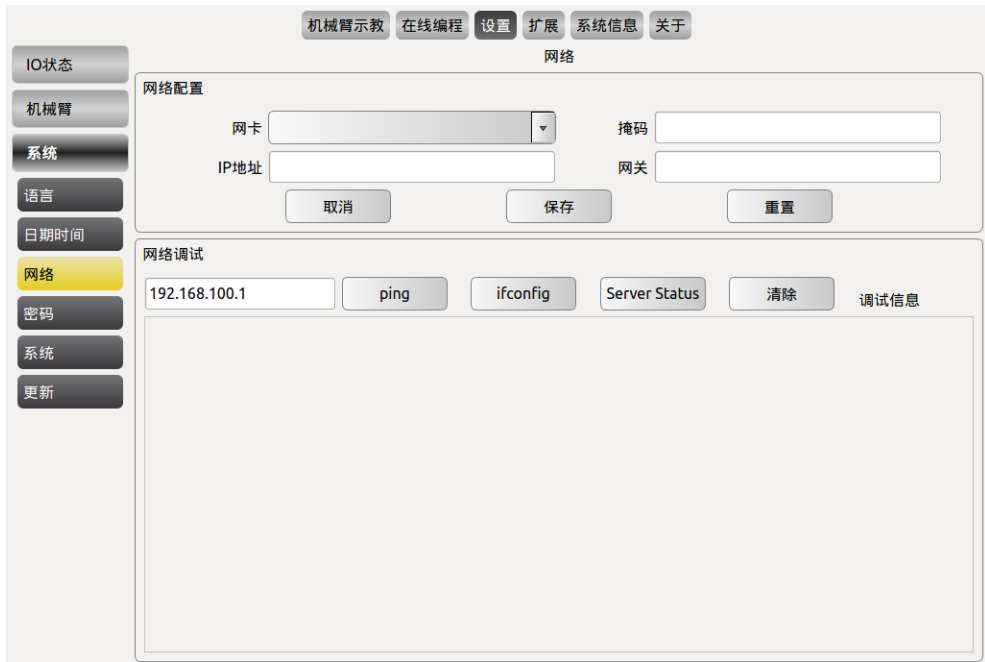 机械臂示教 在线编程 设置 扩展 系统信息 关于
网络
IO状态
机械臂
系统
语言
日期时间
网络
密码
系统
更新
网络配置
网卡 掩码
IP地址 网关
取消 保存 重置
网络调试
192.168.100.1 ping ifconfig Server Status 清除 调试信息